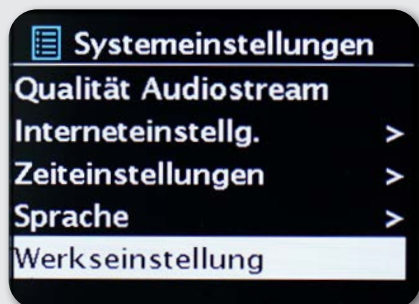 Systemeinstellungen
Qualität Audiostream
Interneteinstellg. >
Zeiteinstellungen >
Sprache >
Werkseinstellung